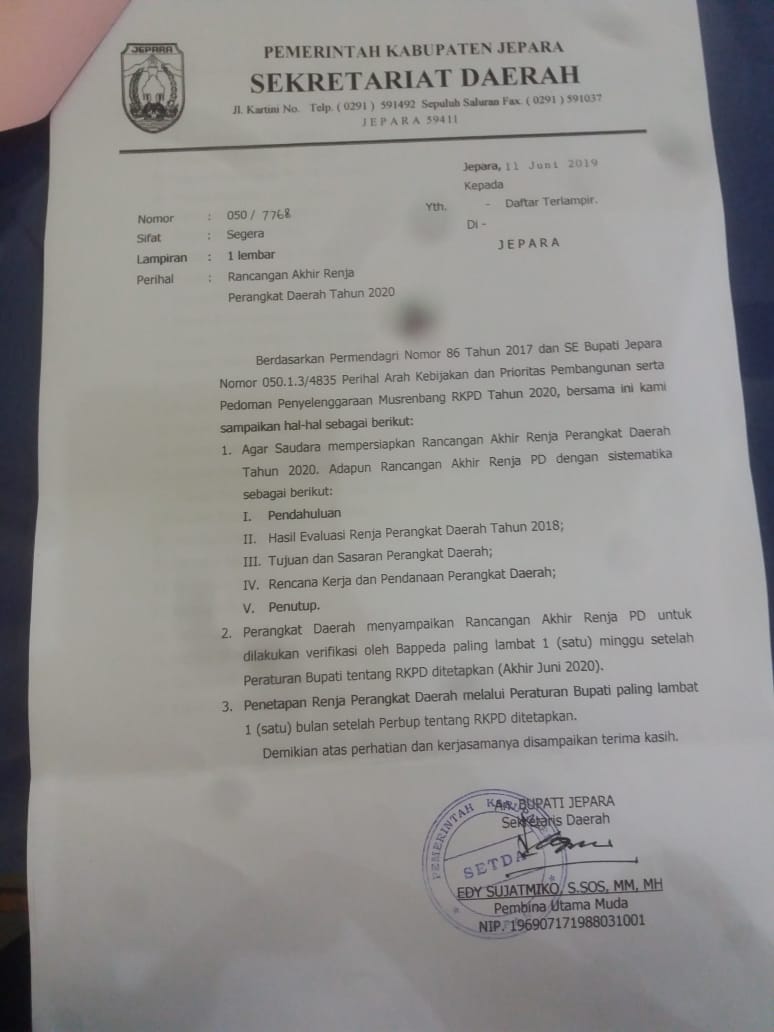 JEPARA
PEMERINTAH KABUPATEN JEPARA
SEKRETARIAT DAERAH
Jl. Kartini No. Telp. ( 0291 ) 591492 Sepuluh Saluran Fax. ( 0291 ) 591037
JEPARA 59411
Jepara, 11 Juni 2019
Kepada
Yth. - Daftar Terlampir.
Di -
JEPARA
Nomor : 050 / 7768
Sifat : Segera
Lampiran : 1 lembar
Perihal : Rancangan Akhir Renja
Perangkat Daerah Tahun 2020
Berdasarkan Permendagri Nomor 86 Tahun 2017 dan SE Bupati Jepara
Nomor 050.1.3/4835 Perihal Arah Kebijakan dan Prioritas Pembangunan serta
Pedoman Penyelenggaraan Musrenbang RKPD Tahun 2020, bersama ini kami
sampaikan hal-hal sebagai berikut:
1. Agar Saudara mempersiapkan Rancangan Akhir Renja Perangkat Daerah
Tahun 2020. Adapun Rancangan Akhir Renja PD dengan sistematika
sebagai berikut:
I. Pendahuluan
II. Hasil Evaluasi Renja Perangkat Daerah Tahun 2018;
III. Tujuan dan Sasaran Perangkat Daerah;
IV. Rencana Kerja dan Pendanaan Perangkat Daerah;
V. Penutup.
2. Perangkat Daerah menyampaikan Rancangan Akhir Renja PD untuk
dilakukan verifikasi oleh Bappeda paling lambat 1 (satu) minggu setelah
Peraturan Bupati tentang RKPD ditetapkan (Akhir Juni 2020).
3. Penetapan Renja Perangkat Daerah melalui Peraturan Bupati paling lambat
1 (satu) bulan setelah Perbup tentang RKPD ditetapkan.
Demikian atas perhatian dan kerjasamanya disampaikan terima kasih.
BUPATI JEPARA
Sekretaris Daerah
PEMERINTAH
SETDA
EDY SUJATMIKO, S.SOS, MM, MH
Pembina Utama Muda
NIP. 196907171988031001